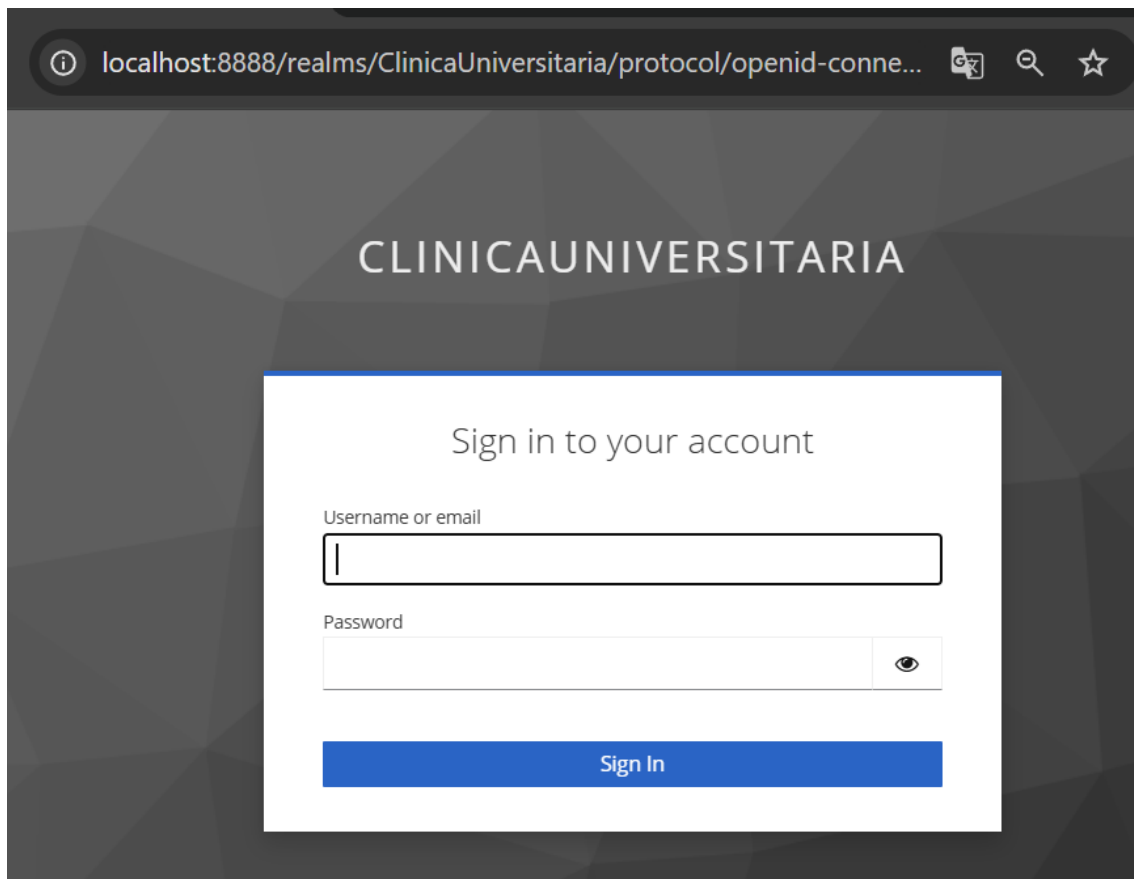 localhost:8888/realms/ClinicaUniversitaria/protocol/openid-conne...
CLINICAUNIVERSITARIA
Sign in to your account
Username or email
Password
Sign In